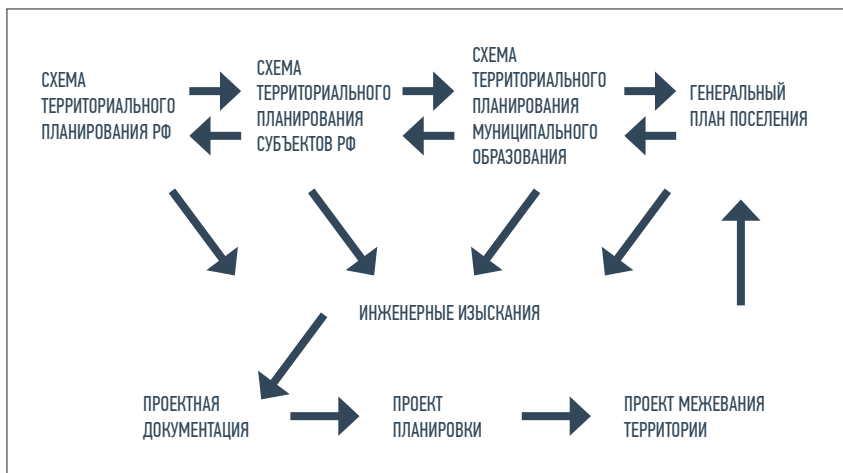 СХЕМА
ТЕРРИТОРИАЛЬНОГО
ПЛАНИРОВАНИЯ РФ
СХЕМА
ТЕРРИТОРИАЛЬНОГО
ПЛАНИРОВАНИЯ
СУБЪЕКТОВ РФ
СХЕМА
ТЕРРИТОРИАЛЬНОГО
ПЛАНИРОВАНИЯ
МУНИЦИПАЛЬНОГО
ОБРАЗОВАНИЯ
ГЕНЕРАЛЬНЫЙ
ПЛАН ПОСЕЛЕНИЯ
ИНЖЕНЕРНЫЕ ИЗЫСКАНИЯ
ПРОЕКТНАЯ
ДОКУМЕНТАЦИЯ
ПРОЕКТ
ПЛАНИРОВКИ
ПРОЕКТ МЕЖЕВАНИЯ
ТЕРРИТОРИИ